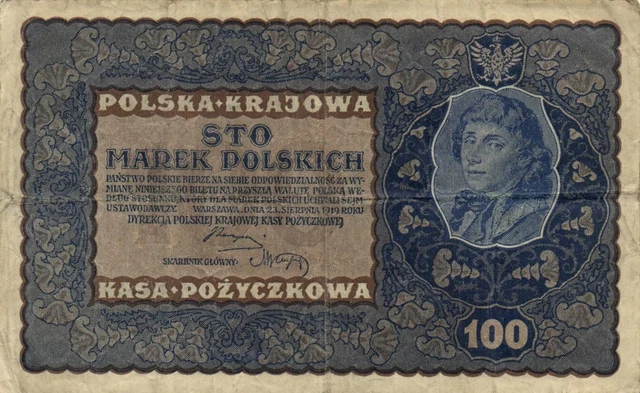 POLSKA·KRAJOWA
STO
MAREK POLSKICH
PAŃSTWO POLSKIE BIERZE NA SIEBIE ODPOWIEDZIALNOŚĆ ZA WY-
MIANĘ NINIEJSZEGO BILETU NA PRZYSZŁĄ WALUTĘ POLSKĄ WE-
DŁUG STOSUNKU, KTÓRY DLA MAREK POLSKICH UCHWALI SEJM
USTAWODAWCZY. WARSZAWA, DNIA 23. SIERPNIA 1919 ROKU
DYREKCJA POLSKIEJ KRAJOWEJ KASY POŻYCZKOWEJ
SKARBNIK GŁÓWNY:
KASA·POŻYCZKOWA
100